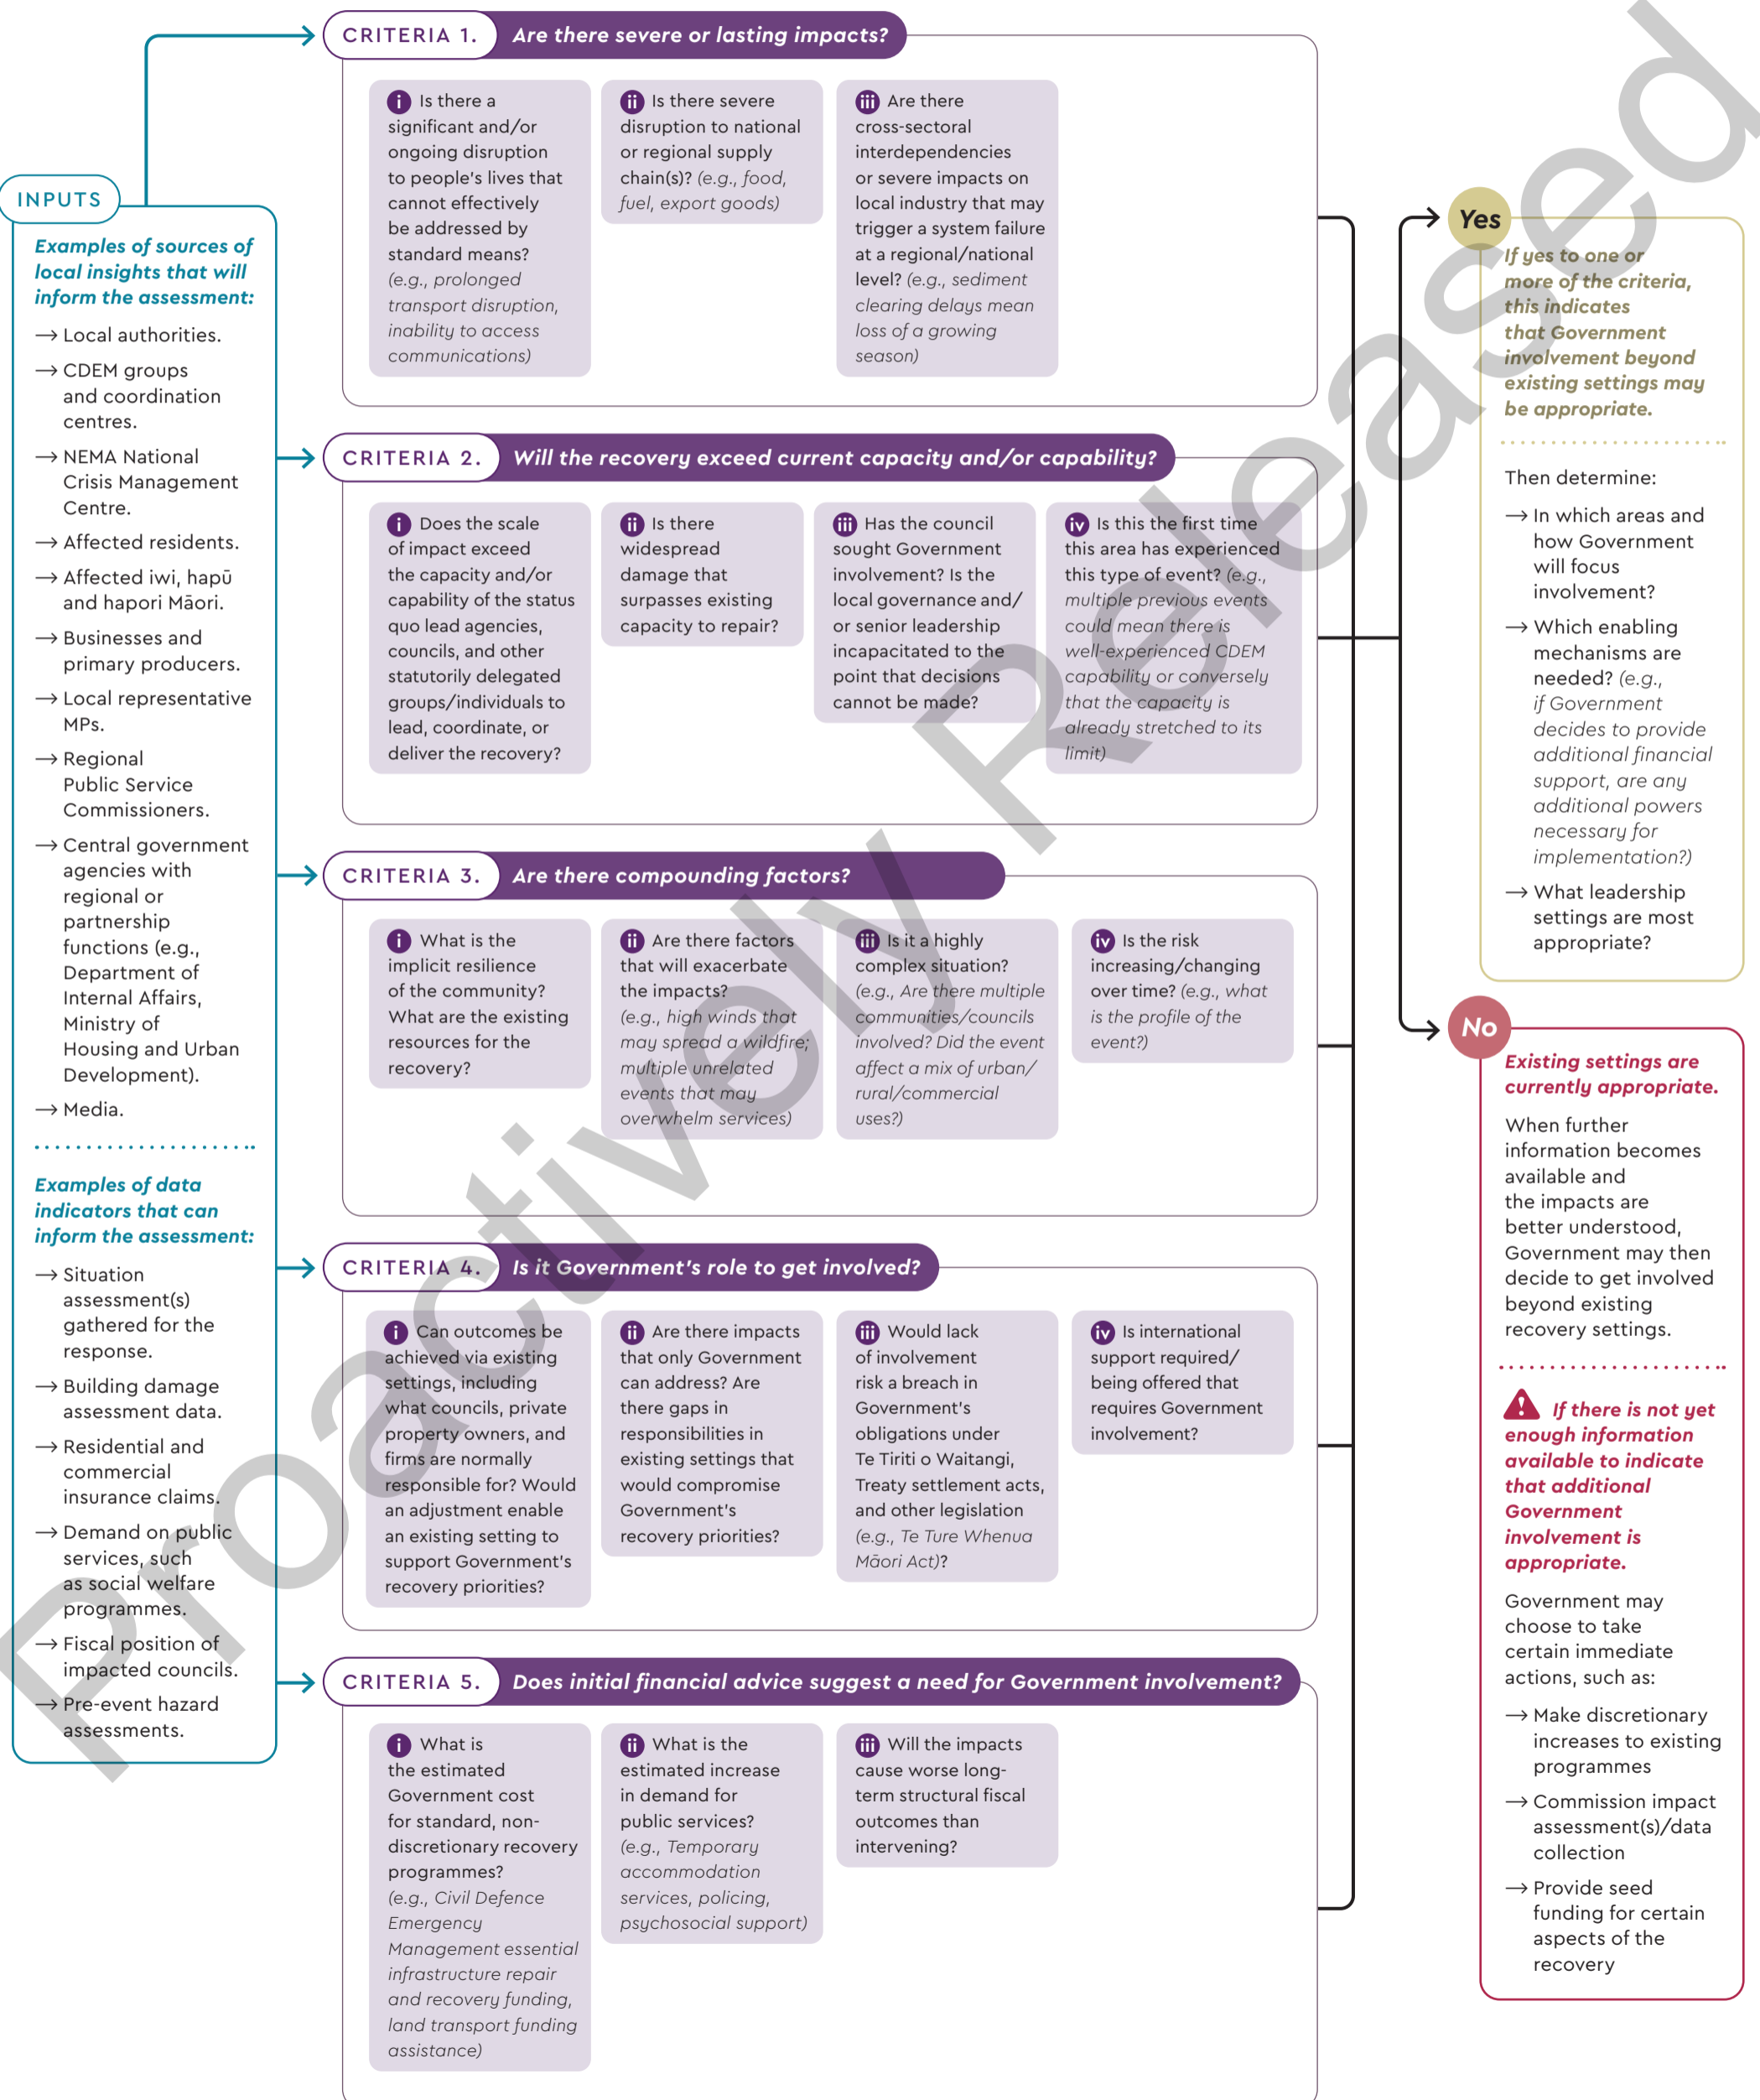 INPUTS
Examples of sources of
local insights that will
inform the assessment:
→ Local authorities.
→ CDEM groups
and coordination
centres.
→ NEMA National
Crisis Management
Centre.
→ Affected residents.
→ Affected iwi, hapū
and hapori Māori.
→ Businesses and
primary producers.
→ Local representative
MPs.
→ Regional
Public Service
Commissioners.
→ Central government
agencies with
regional or
partnership
functions (e.g.,
Department of
Internal Affairs,
Ministry of
Housing and Urban
Development).
→ Media.
Examples of data
indicators that can
inform the assessment:
→ Situation
assessment(s)
gathered for the
response.
→ Building damage
assessment data.
→ Residential and
commercial
insurance claims.
→ Demand on public
services, such
as social welfare
programmes.
→ Fiscal position of
impacted councils.
→ Pre-event hazard
assessments.
CRITERIA 1. Are there severe or lasting impacts?
i Is there a
significant and/or
ongoing disruption
to people's lives that
cannot effectively
be addressed by
standard means?
(e.g., prolonged
transport disruption,
inability to access
communications)
ii Is there severe
disruption to national
or regional supply
chain(s)? (e.g., food,
fuel, export goods)
iii Are there
cross-sectoral
interdependencies
or severe impacts on
local industry that may
trigger a system failure
at a regional/national
level? (e.g., sediment
clearing delays mean
loss of a growing
season)
CRITERIA 2. Will the recovery exceed current capacity and/or capability?
i Does the scale
of impact exceed
the capacity and/or
capability of the status
quo lead agencies,
councils, and other
statutorily delegated
groups/individuals to
lead, coordinate, or
deliver the recovery?
ii Is there
widespread
damage that
surpasses existing
capacity to repair?
iii Has the council
sought Government
involvement? Is the
local governance and/
or senior leadership
incapacitated to the
point that decisions
cannot be made?
iv Is this the first time
this area has experienced
this type of event? (e.g.,
multiple previous events
could mean there is
well-experienced CDEM
capability or conversely
that the capacity is
already stretched to its
limit)
CRITERIA 3. Are there compounding factors?
i What is the
implicit resilience
of the community?
What are the existing
resources for the
recovery?
ii Are there factors
that will exacerbate
the impacts?
(e.g., high winds that
may spread a wildfire;
multiple unrelated
events that may
overwhelm services)
iii Is it a highly
complex situation?
(e.g., Are there multiple
communities/councils
involved? Did the event
affect a mix of urban/
rural/commercial
uses?)
iv Is the risk
increasing/changing
over time? (e.g., what
is the profile of the
event?)
CRITERIA 4. Is it Government's role to get involved?
i Can outcomes be
achieved via existing
settings, including
what councils, private
property owners, and
firms are normally
responsible for? Would
an adjustment enable
an existing setting to
support Government's
recovery priorities?
ii Are there impacts
that only Government
can address? Are
there gaps in
responsibilities in
existing settings that
would compromise
Government's
recovery priorities?
iii Would lack
of involvement
risk a breach in
Government's
obligations under
Te Tiriti o Waitangi,
Treaty settlement acts,
and other legislation
(e.g., Te Ture Whenua
Māori Act)?
iv Is international
support required/
being offered that
requires Government
involvement?
CRITERIA 5. Does initial financial advice suggest a need for Government involvement?
i What is
the estimated
Government cost
for standard, non-
discretionary recovery
programmes?
(e.g., Civil Defence
Emergency
Management essential
infrastructure repair
and recovery funding,
land transport funding
assistance)
ii What is the
estimated increase
in demand for
public services?
(e.g., Temporary
accommodation
services, policing,
psychosocial support)
iii Will the impacts
cause worse long-
term structural fiscal
outcomes than
intervening?
Yes
If yes to one or
more of the criteria,
this indicates
that Government
involvement beyond
existing settings may
be appropriate.
Then determine:
→ In which areas and
how Government
will focus
involvement?
→ Which enabling
mechanisms are
needed? (e.g.,
if Government
decides to provide
additional financial
support, are any
additional powers
necessary for
implementation?)
→ What leadership
settings are most
appropriate?
No
Existing settings are
currently appropriate.
When further
information becomes
available and
the impacts are
better understood,
Government may then
decide to get involved
beyond existing
recovery settings.
If there is not yet
enough information
available to indicate
that additional
Government
involvement is
appropriate.
Government may
choose to take
certain immediate
actions, such as:
→ Make discretionary
increases to existing
programmes
→ Commission impact
assessment(s)/data
collection
→ Provide seed
funding for certain
aspects of the
recovery
Proactively Released